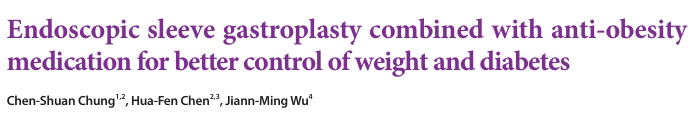 Endoscopic sleeve gastroplasty combined with anti-obesity
medication for better control of weight and diabetes
Chen-Shuan Chung1,2, Hua-Fen Chen2,3, Jiann-Ming Wu4